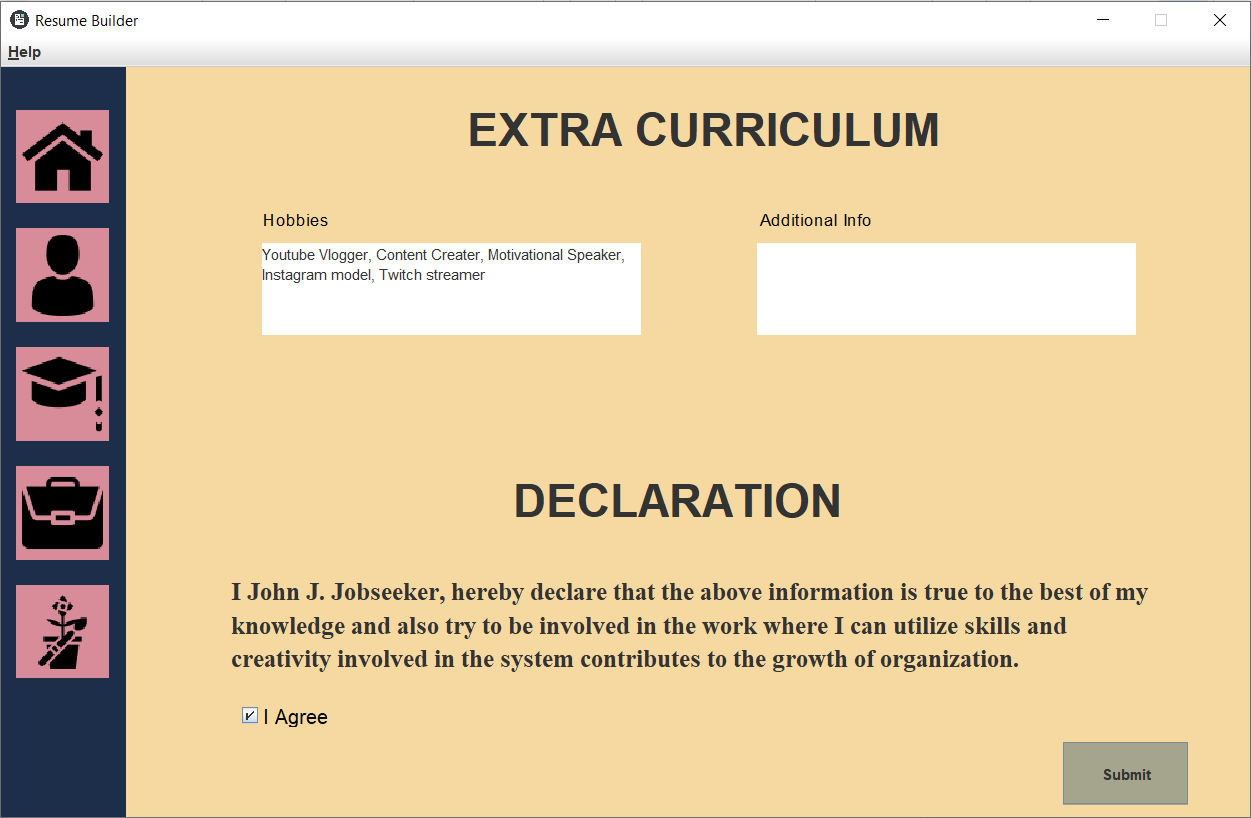 Resume Builder
Help
EXTRA CURRICULUM
Hobbies
Additional Info
Youtube Vlogger, Content Creater, Motivational Speaker,
Instagram model, Twitch streamer
DECLARATION
I John J. Jobseeker, hereby declare that the above information is true to the best of my
knowledge and also try to be involved in the work where I can utilize skills and
creativity involved in the system contributes to the growth of organization.
I Agree
Submit